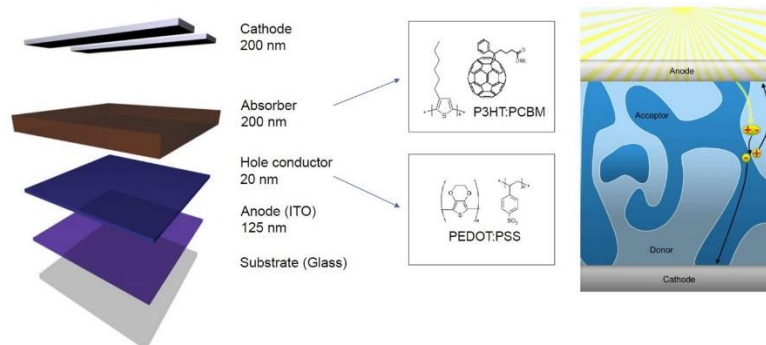 Cathode
200 nm
Absorber
200 nm
Hole conductor
20 nm
Anode (ITO)
125 nm
Substrate (Glass)
P3HT:PCBM
PEDOT:PSS
Anode
Acceptor
Donor
Cathode